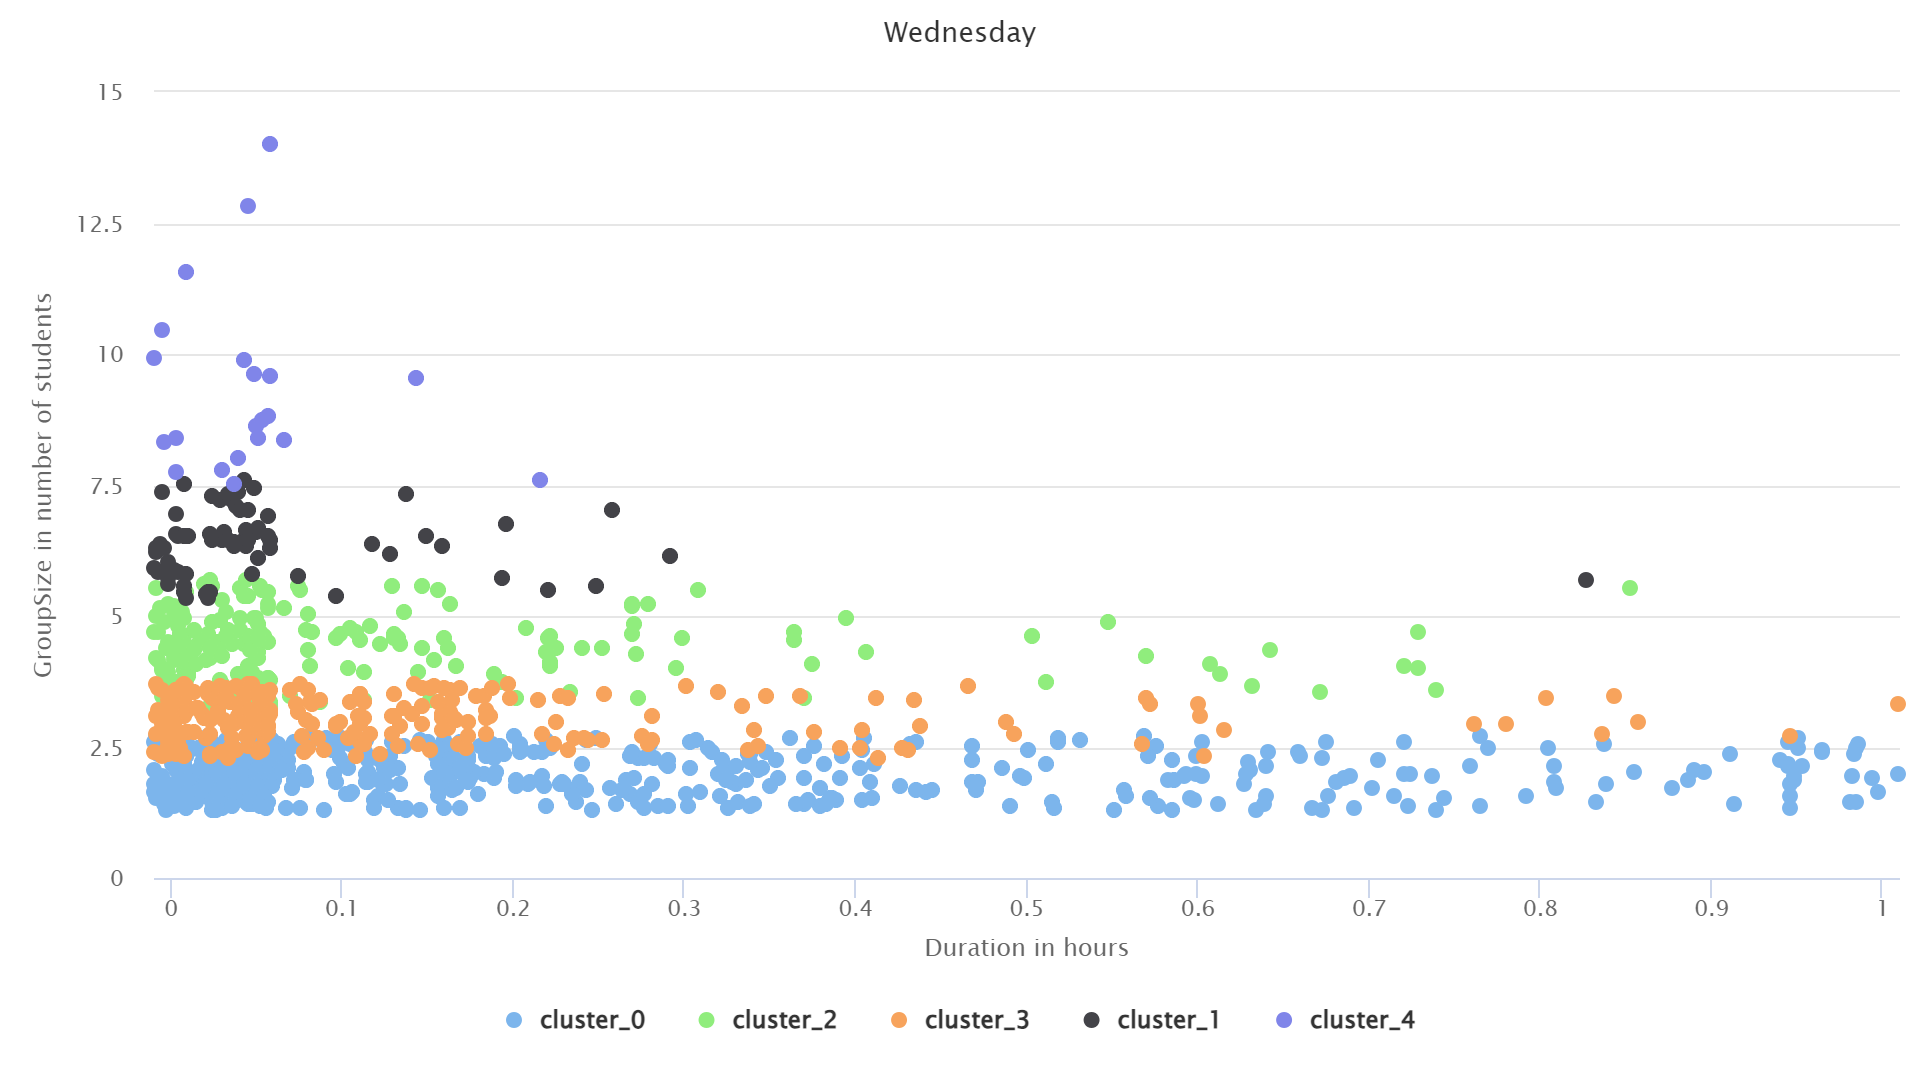 Wednesday
15
12.5
10
7.5
5
2.5
0
GroupSize in number of students
0 0.1 0.2 0.3 0.4 0.5 0.6 0.7 0.8 0.9 1
Duration in hours
cluster_0 cluster_2 cluster_3 cluster_1 cluster_4